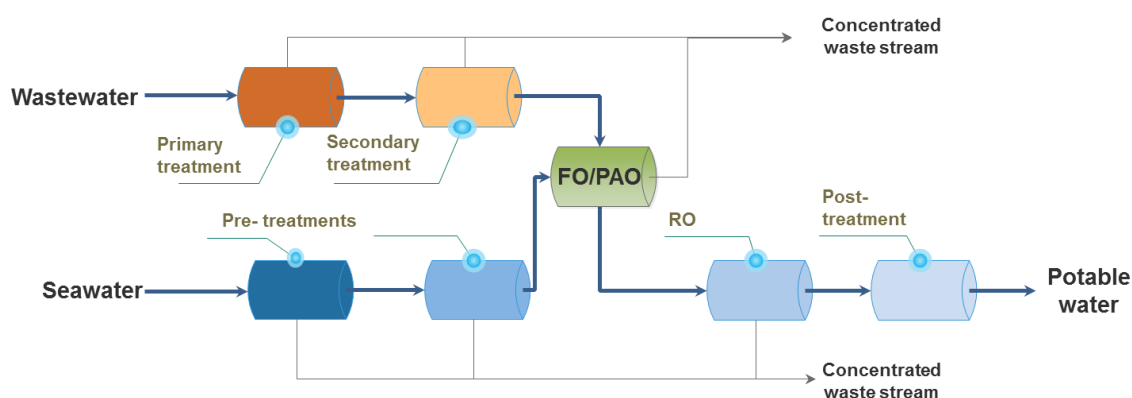 Concentrated
waste stream
Wastewater
Primary
treatment
Secondary
treatment
FO/PAO
Pre- treatments
RO
Post-
treatment
Seawater
Potable
water
Concentrated
waste stream